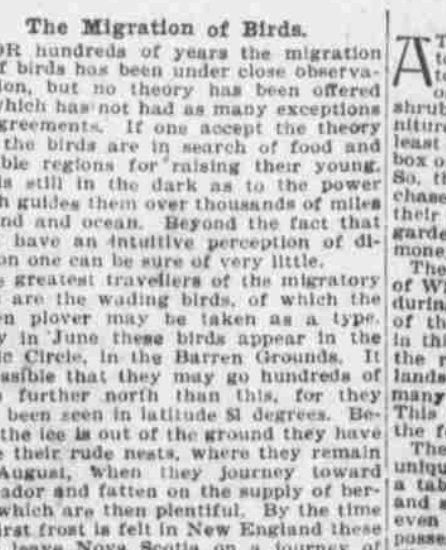 The Migration of Birds.
OR hundreds of years the migration
f birds has been under close observa-
ion, but no theory has been offered
which has not had as many exceptions
greements. If one accept the theory
the birds are in search of food and
ble regions for raising their young,
is still in the dark as to the power
h guides them over thousands of miles
nd and ocean. Beyond the fact that
have an intuitive perception of di-
on one can be sure of very little.
e greatest travellers of the migratory
are the wading birds, of which the
en plover may be taken as a type.
y in June these birds appear in the
ic Circle, in the Barren Grounds. It
ossible that they may go hundreds of
s further north than this, for they
been seen in latitude 81 degrees. Be-
the ice is out of the ground they have
e their rude nests, where they remain
August, when they journey toward
ador and fatten on the supply of ber-
which are then plentiful. By the time
irst frost is felt in New England these
leave Nova Scotia on a journey of
AT
to
o
shrul
nitur
least
box o
So, th
chase
their
garde
mone
The
of W
durin
of th
in thi
the r
lands
many
This
the f
The
uniqu
a tab
and s
even
posse